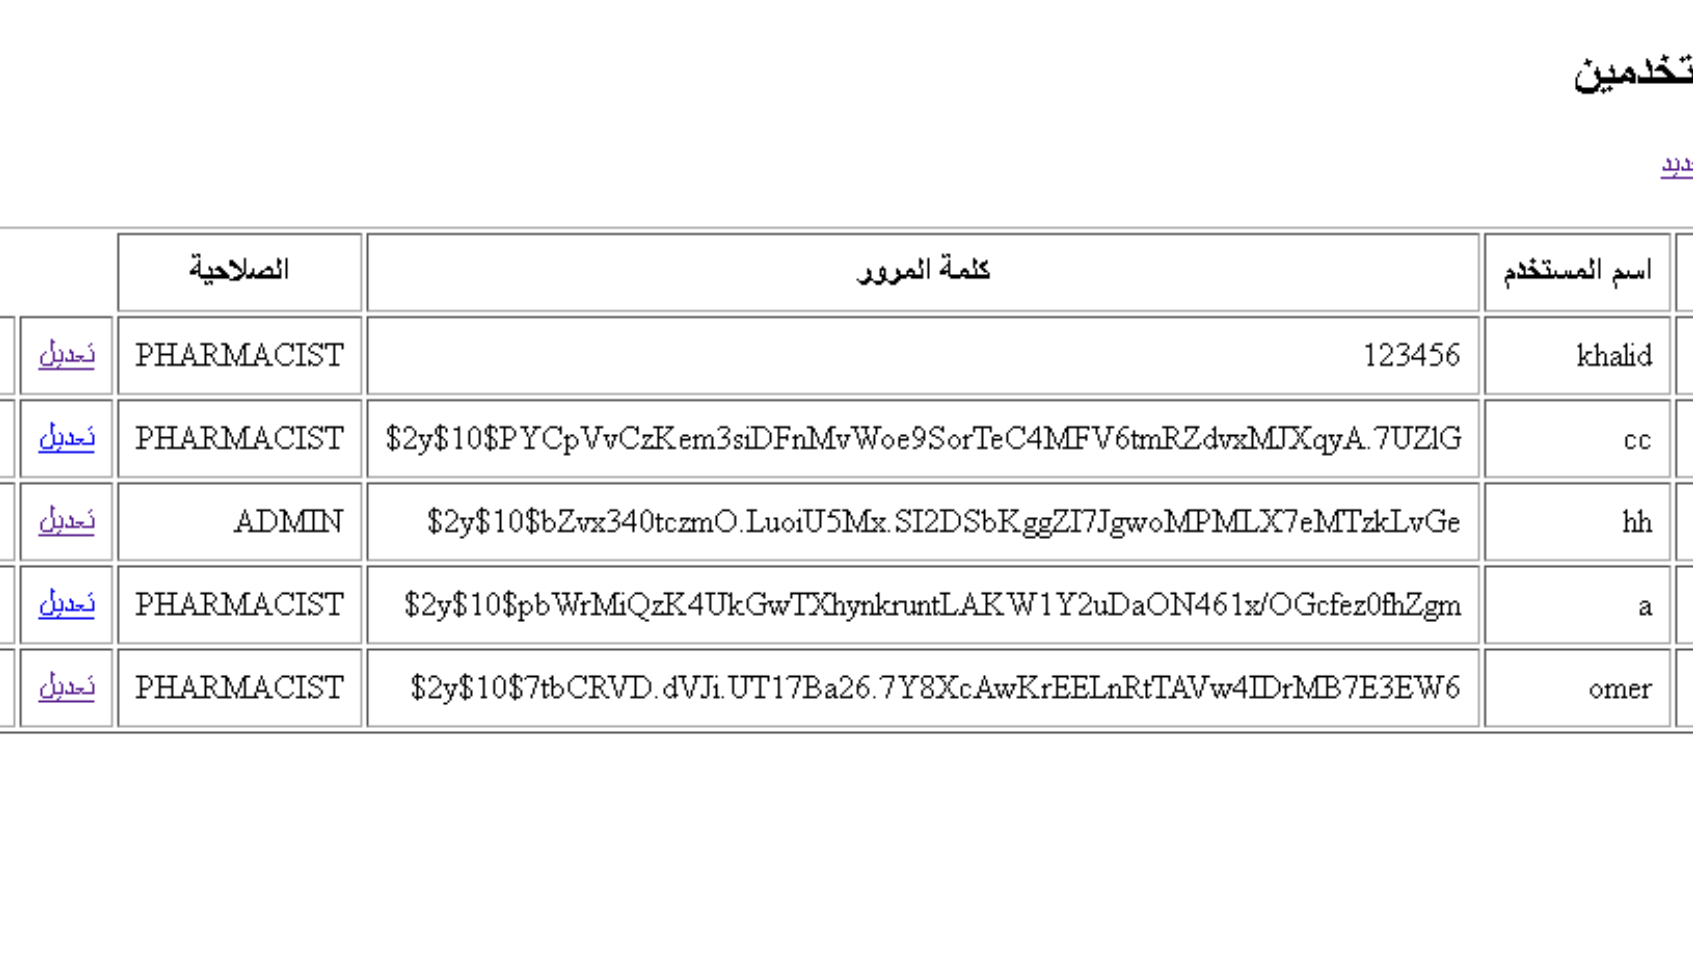 تخدمين
ديد
اسم المستخدم كلمة المرور الصلاحية
khalid 123456 PHARMACIST تعديل
cc $2y$10$PYCpVvCzKem3siDFnMvWoe9SorTeC4MFV6tmRZdvxMJXqyA.7UZlG PHARMACIST تعديل
hh $2y$10$bZvx340tczmO.LuoiU5Mx.SI2DSbKggZI7JgwoMPMLX7eMTzkLvGe ADMIN تعديل
a $2y$10$pbWrMiQzK4UkGwTXhynkruntLAKW1Y2uDaON461x/OGcfez0fhZgm PHARMACIST تعديل
omer $2y$10$7tbCRVD.dVJi.UT17Ba26.7Y8XcAwKrEELnRtTAVw4IDrMB7E3EW6 PHARMACIST تعديل